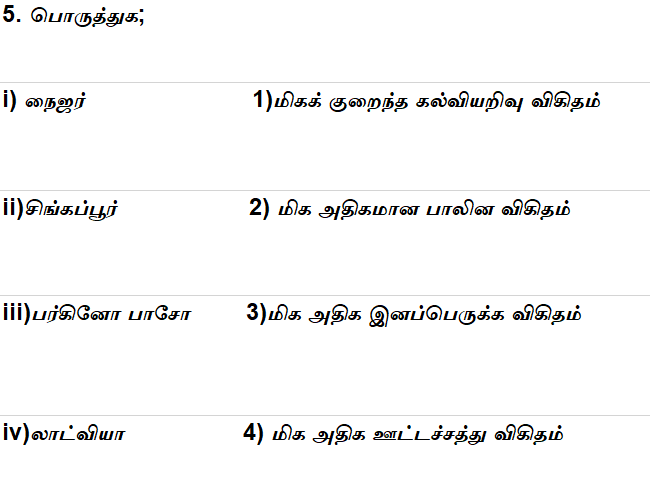 5. பொருத்துக;
i) நைஜர் 1)மிகக் குறைந்த கல்வியறிவு விகிதம்
ii)சிங்கப்பூர் 2) மிக அதிகமான பாலின விகிதம்
iii)பர்கினோ பாசோ 3)மிக அதிக இனப்பெருக்க விகிதம்
iv)லாட்வியா 4) மிக அதிக ஊட்டச்சத்து விகிதம்